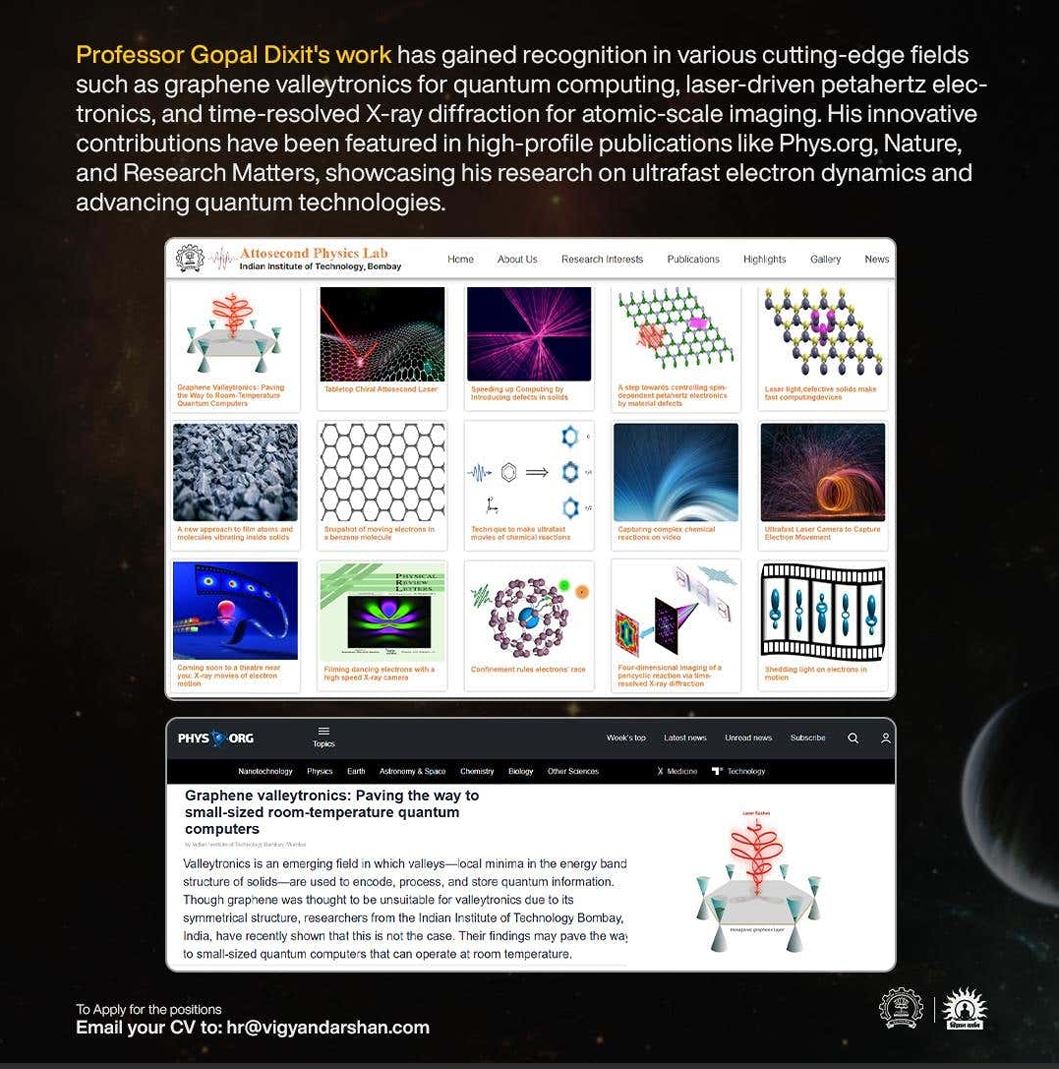 Professor Gopal Dixit's work has gained recognition in various cutting-edge fields
such as graphene valleytronics for quantum computing, laser-driven petahertz elec-
tronics, and time-resolved X-ray diffraction for atomic-scale imaging. His innovative
contributions have been featured in high-profile publications like Phys.org, Nature,
and Research Matters, showcasing his research on ultrafast electron dynamics and
advancing quantum technologies.
Attosecond Physics Lab
Indian Institute of Technology, Bombay
Home About Us Research Interests Publications Highlights Gallery News
Graphene Valleytronics: Paving
the Way to Room-Temperature
Quantum Computers
Tabletop Chiral Attosecond Laser
Speeding up Computing by
Introducing defects in solids
A step towards controlling spin-
dependent petahertz electronics
by material defects
Laser light, defective solids make
fast computingdevices
A new approach to film atoms and
molecules vibrating inside solids
Snapshot of moving electrons in
a benzene molecule
Technique to make ultrafast
movies of chemical reactions
Capturing complex chemical
reactions on video
Ultrafast Laser Camera to Capture
Electron Movement
Coming soon to a theatre near
you: X-ray movies of electron
motion
PHYSICAL
REVIEW
LETTERS
Filming dancing electrons with a
high speed X-ray camera
Confinement rules electrons' race
Four-dimensional imaging of a
pericyclic reaction via time-
resolved X-ray diffraction
Shedding light on electrons in
motion
PHYS ORG
Topics
Week's top Latest news Unread news Subscribe
Nanotechnology Physics Earth Astronomy & Space Chemistry Biology Other Sciences Medicine Technology
Graphene valleytronics: Paving the way to
small-sized room-temperature quantum
computers
by Indian Institute of Technology Bombay, Mumbai
Valleytronics is an emerging field in which valleys—local minima in the energy band
structure of solids—are used to encode, process, and store quantum information.
Though graphene was thought to be unsuitable for valleytronics due to its
symmetrical structure, researchers from the Indian Institute of Technology Bombay,
India, have recently shown that this is not the case. Their findings may pave the way
to small-sized quantum computers that can operate at room temperature.
Laser flashes
Hexagonal graphene layer
To Apply for the positions
Email your CV to: hr@vigyandarshan.com
विज्ञान दर्शन